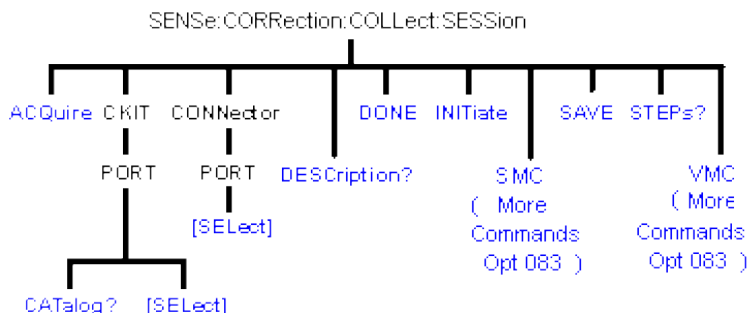 SENSe:CORRection:COLLect:SESSion
ACQuire CKIT CONNector DONE INITiate SAVE STEPs?
PORT PORT DESCription? SMC VMC
( More ( More
[SELect] Commands Commands
Opt 083 ) Opt 083 )
CATalog? [SELect]